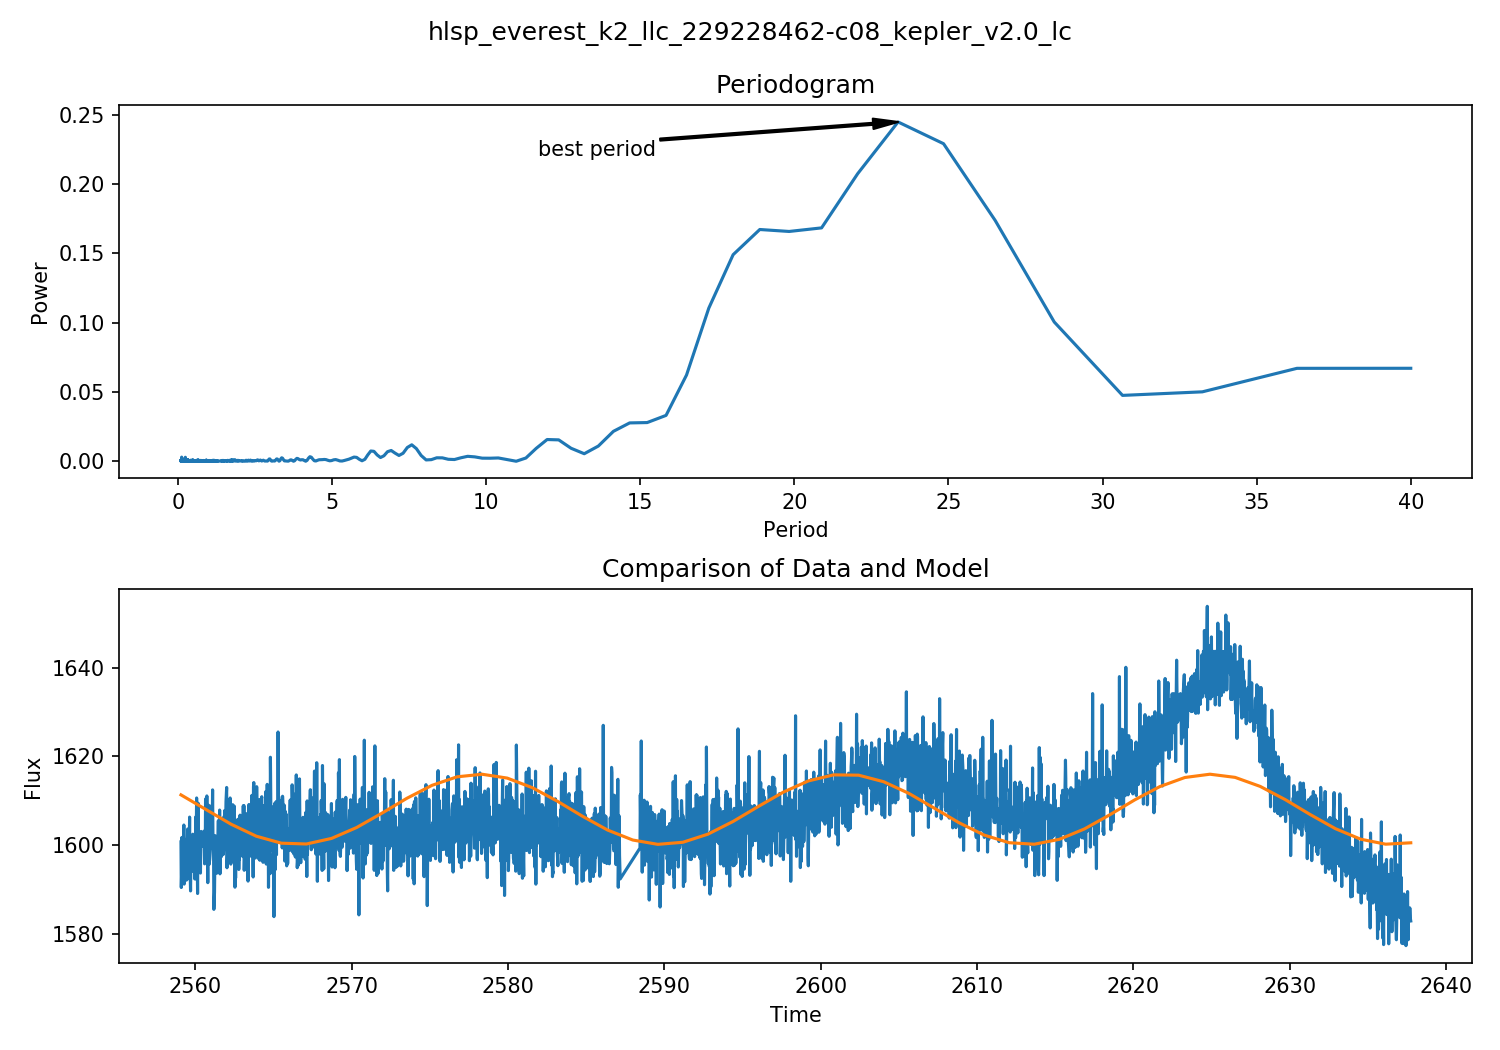 hlsp_everest_k2_llc_229228462-c08_kepler_v2.0_lc
Periodogram
0.25
0.20
0.15
0.10
0.05
0.00
Power
best period
0 5 10 15 20 25 30 35 40
Period
Comparison of Data and Model
1640
1620
1600
1580
Flux
2560 2570 2580 2590 2600 2610 2620 2630 2640
Time